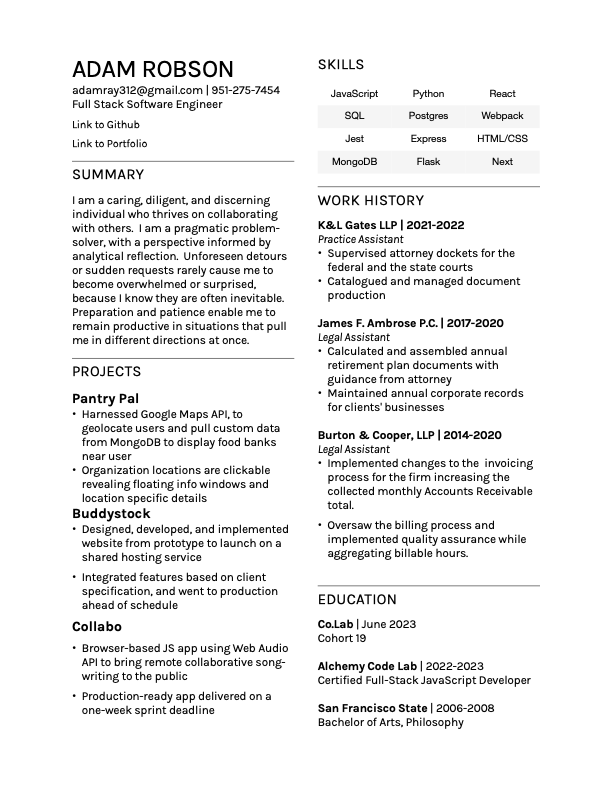 ADAM ROBSON
adamray312@gmail.com | 951-275-7454
Full Stack Software Engineer
Link to Github
Link to Portfolio
SUMMARY
I am a caring, diligent, and discerning
individual who thrives on collaborating
with others.  I am a pragmatic problem-
solver, with a perspective informed by
analytical reflection.  Unforeseen detours
or sudden requests rarely cause me to
become overwhelmed or surprised,
because I know they are often inevitable.
Preparation and patience enable me to
remain productive in situations that pull
me in different directions at once.
PROJECTS
Pantry Pal
• Harnessed Google Maps API, to
geolocate users and pull custom data
from MongoDB to display food banks
near user
• Organization locations are clickable
revealing floating info windows and
location specific details
Buddystock
• Designed, developed, and implemented
website from prototype to launch on a
shared hosting service
• Integrated features based on client
specification, and went to production
ahead of schedule
Collabo
• Browser-based JS app using Web Audio
API to bring remote collaborative song-
writing to the public
• Production-ready app delivered on a
one-week sprint deadline
SKILLS
JavaScript Python React
SQL Postgres Webpack
Jest Express HTML/CSS
MongoDB Flask Next
WORK HISTORY
K&L Gates LLP | 2021-2022
Practice Assistant
• Supervised attorney dockets for the
federal and the state courts
• Catalogued and managed document
production
James F. Ambrose P.C. | 2017-2020
Legal Assistant
• Calculated and assembled annual
retirement plan documents with
guidance from attorney
• Maintained annual corporate records
for clients' businesses
Burton & Cooper, LLP | 2014-2020
Legal Assistant
• Implemented changes to the  invoicing
process for the firm increasing the
collected monthly Accounts Receivable
total.
• Oversaw the billing process and
implemented quality assurance while
aggregating billable hours.
EDUCATION
Co.Lab | June 2023
Cohort 19
Alchemy Code Lab | 2022-2023
Certified Full-Stack JavaScript Developer
San Francisco State | 2006-2008
Bachelor of Arts, Philosophy